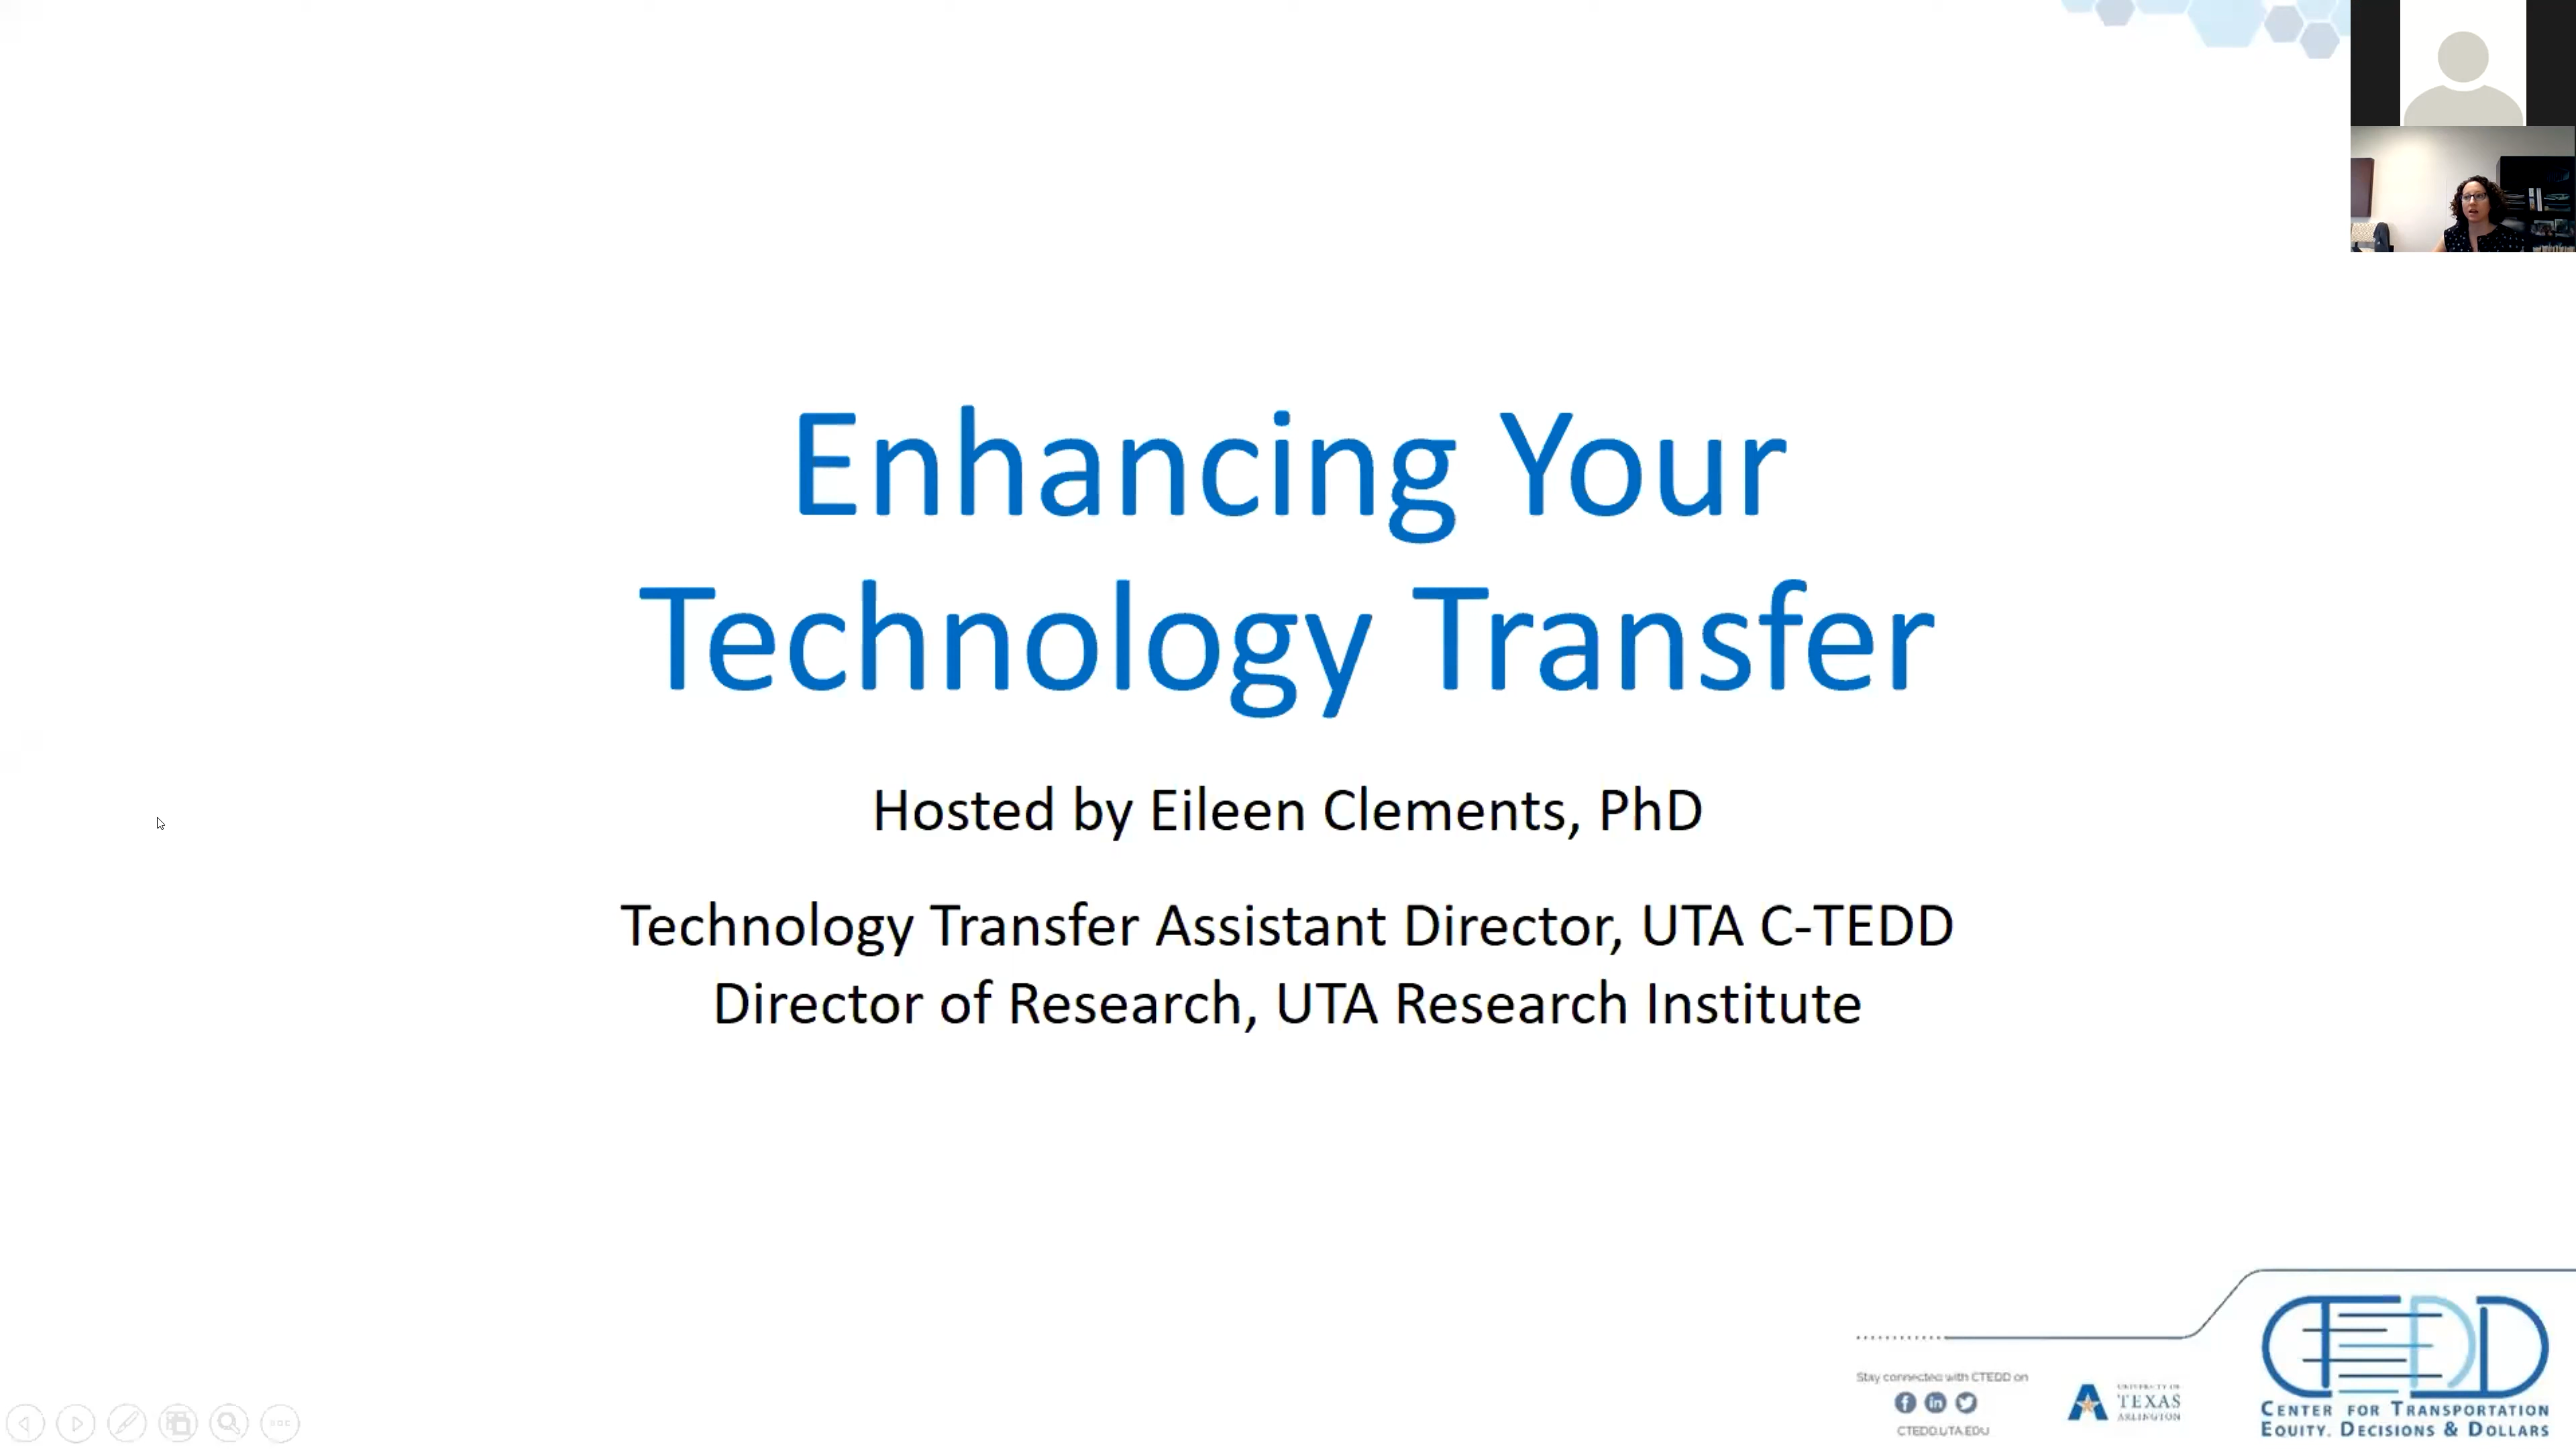 Enhancing Your
Technology Transfer
Hosted by Eileen Clements, PhD
Technology Transfer Assistant Director, UTA C-TEDD
Director of Research, UTA Research Institute
Stay connected with CTEDD on
CTEDD.UTA.EDU
UNIVERSITY OF
TEXAS
ARLINGTON
CTEDD
CENTER FOR TRANSPORTATION
EQUITY, DECISIONS & DOLLARS